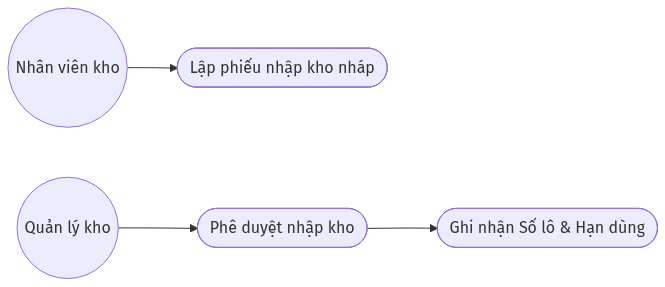 Nhân viên kho
Lập phiếu nhập kho nháp
Quản lý kho
Phê duyệt nhập kho
Ghi nhận Số lô & Hạn dùng